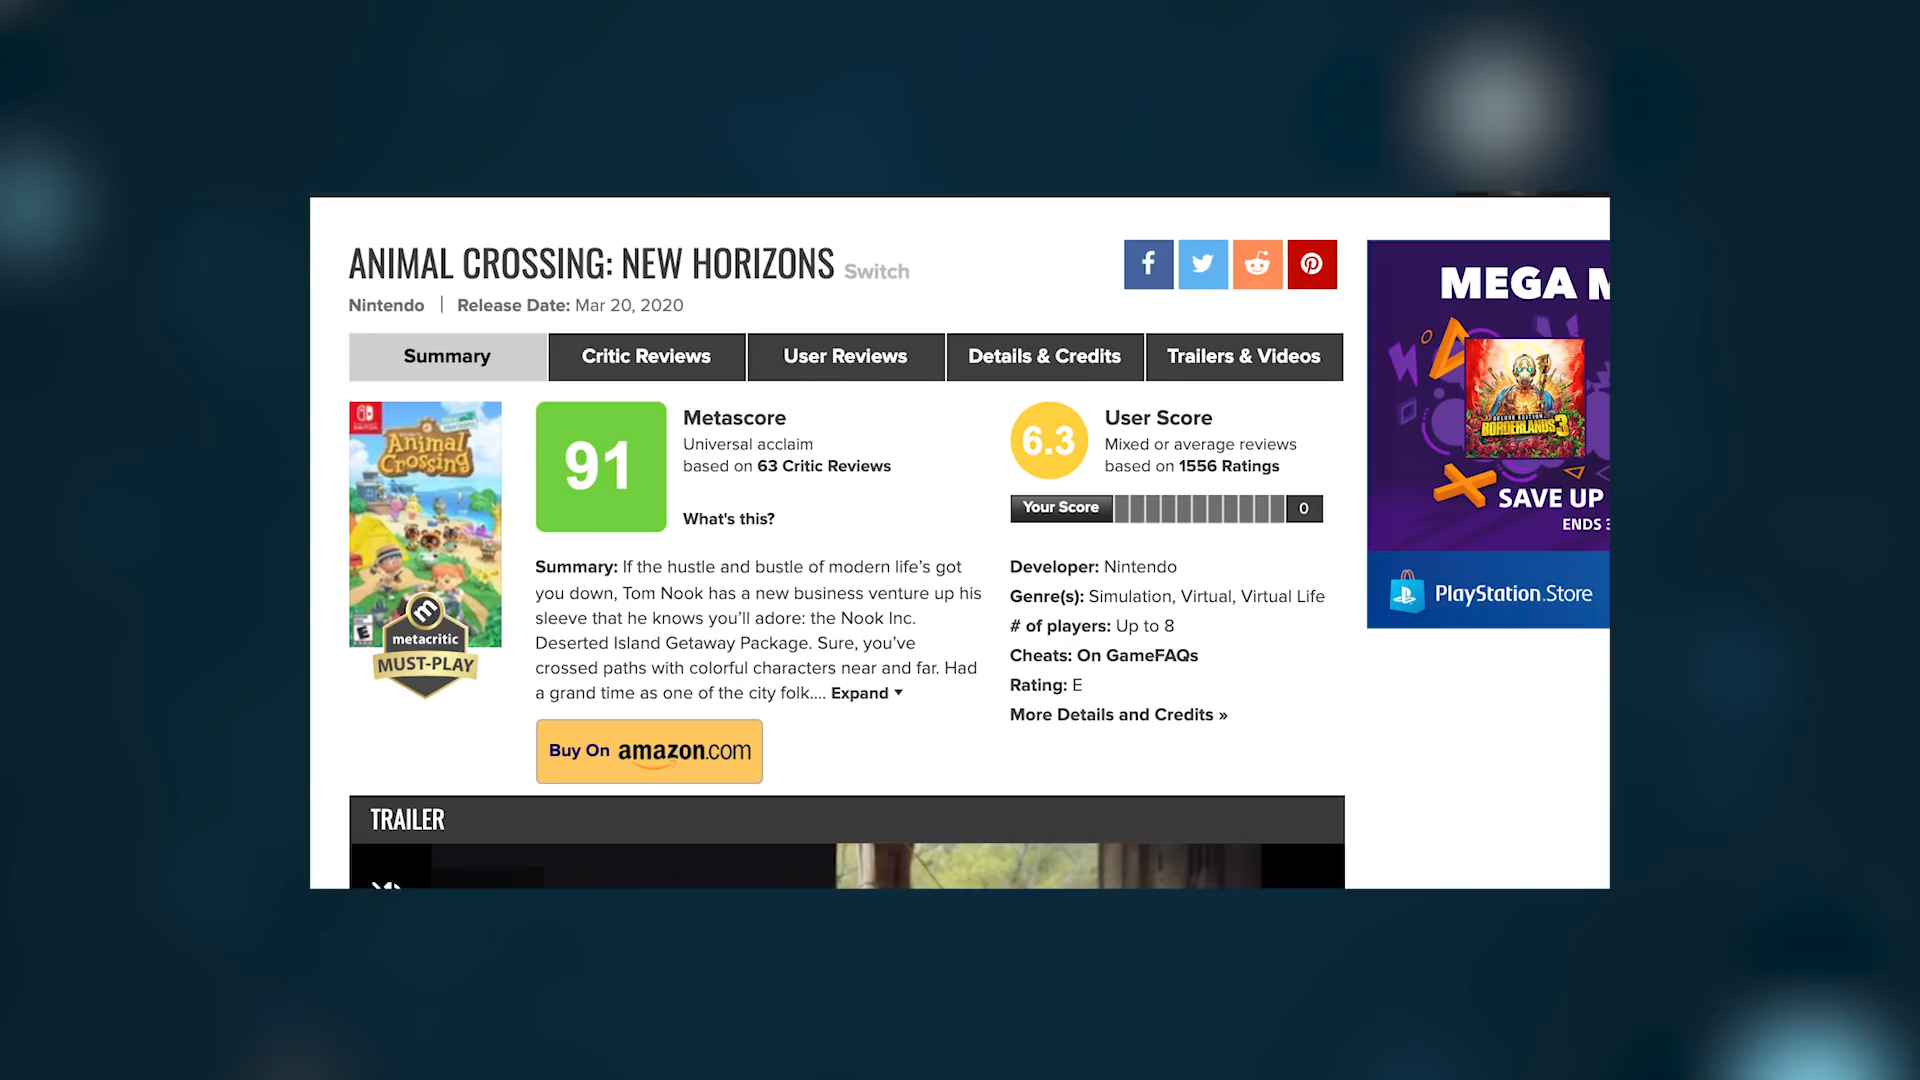 ANIMAL CROSSING: NEW HORIZONS Switch
Nintendo | Release Date: Mar 20, 2020
Summary
Critic Reviews
User Reviews
Details & Credits
Trailers & Videos
Animal
Crossing
metacritic
MUST-PLAY
91
Metascore
Universal acclaim
based on 63 Critic Reviews
What's this?
6.3
User Score
Mixed or average reviews
based on 1556 Ratings
Your Score
0
Summary: If the hustle and bustle of modern life’s got
you down, Tom Nook has a new business venture up his
sleeve that he knows you’ll adore: the Nook Inc.
Deserted Island Getaway Package. Sure, you’ve
crossed paths with colorful characters near and far. Had
a grand time as one of the city folk.... Expand
Buy On amazon.com
Developer: Nintendo
Genre(s): Simulation, Virtual, Virtual Life
# of players: Up to 8
Cheats: On GameFAQs
Rating: E
More Details and Credits »
TRAILER
MEGA M
DELUXE EDITION
BORDERLANDS 3
SAVE UP
ENDS 3
PlayStation.Store